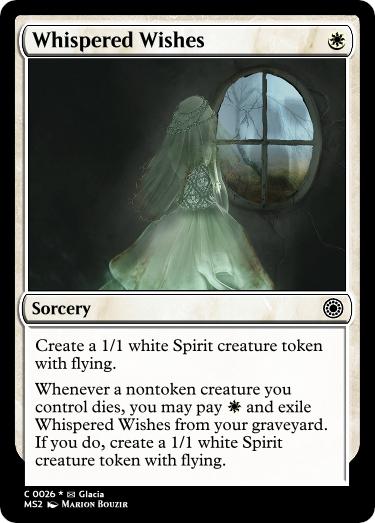 Whispered Wishes
Sorcery
Create a 1/1 white Spirit creature token
with flying.
Whenever a nontoken creature you
control dies, you may pay and exile
Whispered Wishes from your graveyard.
If you do, create a 1/1 white Spirit
creature token with flying.
C 0026 * Glacia
MS2 Marion Bouzir